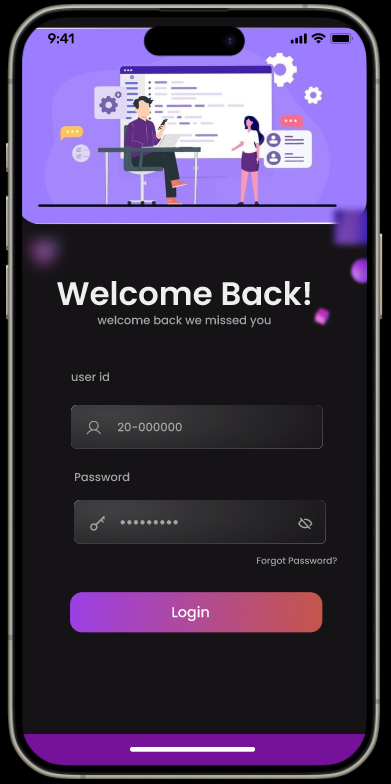 9:41
Welcome Back!
welcome back we missed you
user id
20-000000
Password
•••••••••
Forgot Password?
Login